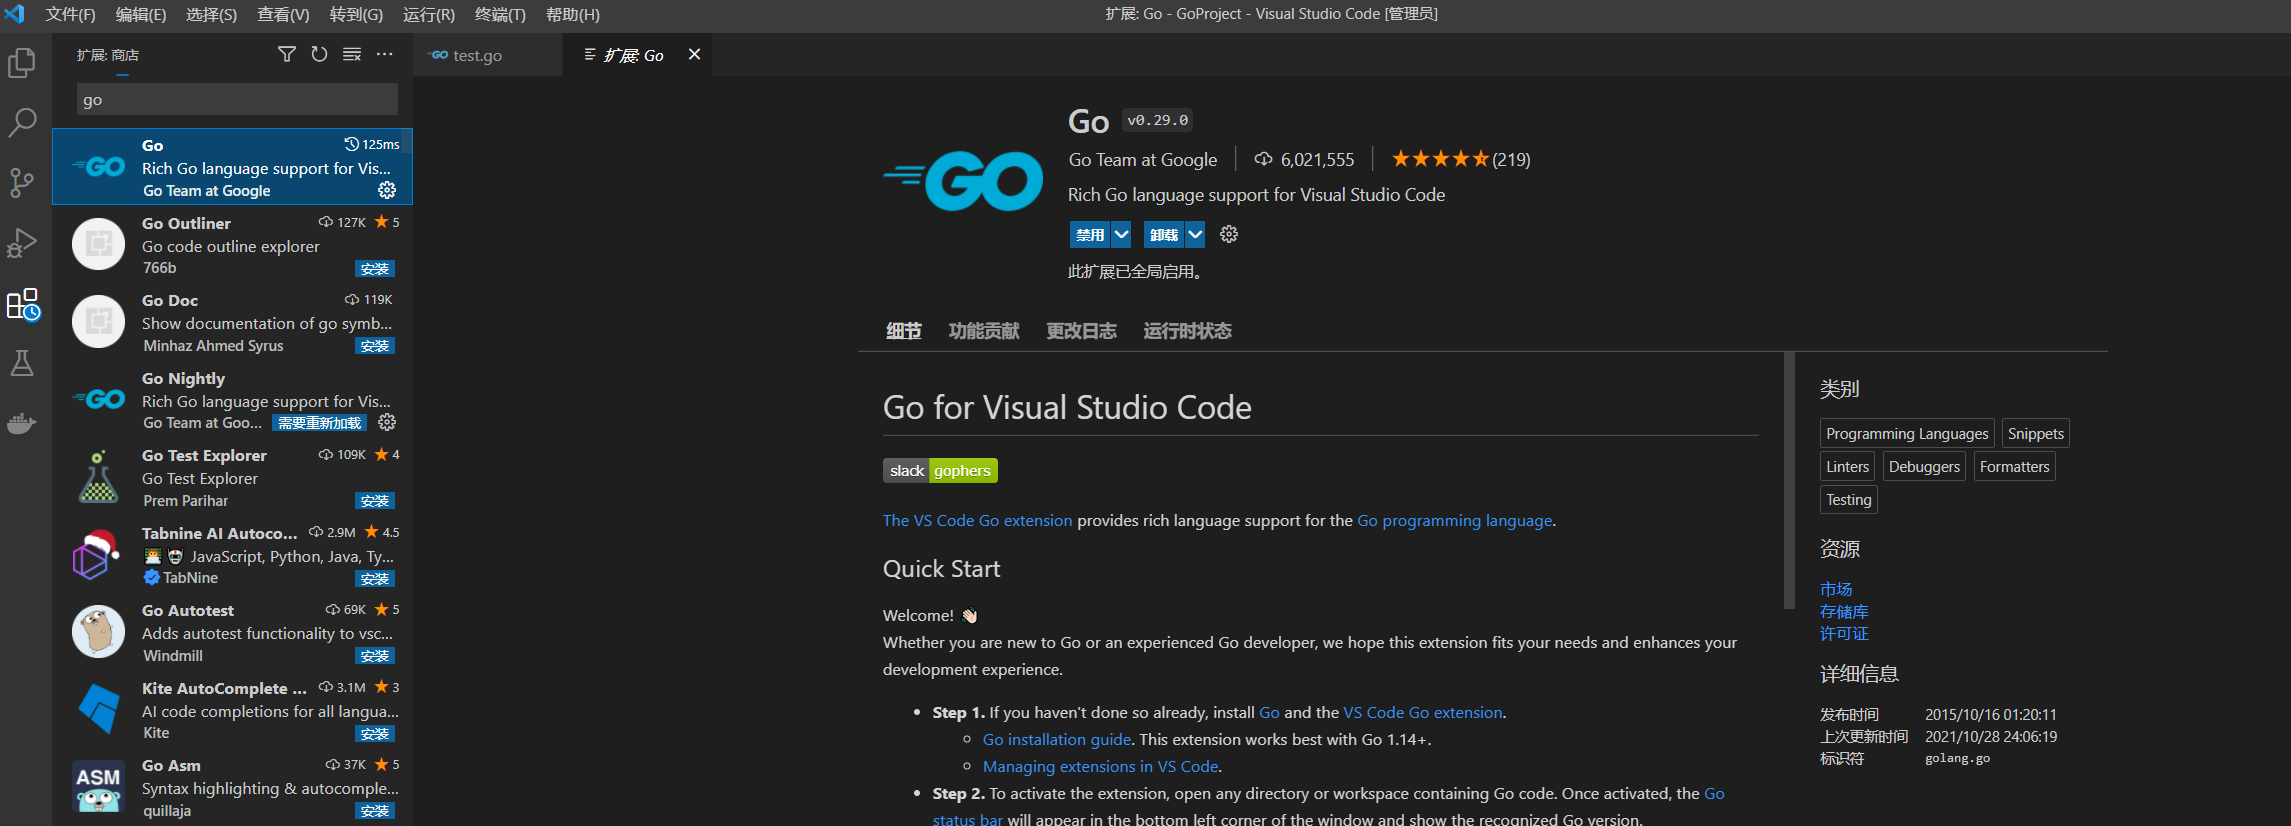 文件(F) 编辑(E) 选择(S) 查看(V) 转到(G) 运行(R) 终端(T) 帮助(H)
扩展: Go - GoProject - Visual Studio Code [管理员]
扩展: 商店
go
Go
125ms
Rich Go language support for Vis...
Go Team at Google
Go Outliner
127K 5
Go code outline explorer
766b
安装
Go Doc
119K
Show documentation of go symb...
Minhaz Ahmed Syrus
安装
GO
Go Nightly
Rich Go language support for Vis...
Go Team at Goo...
需要重新加载
Go Test Explorer
109K 4
Go Test Explorer
Prem Parihar
安装
Tabnine AI Autoco...
2.9M 4.5
JavaScript, Python, Java, Ty...
TabNine
安装
Go Autotest
69K 5
Adds autotest functionality to vsc...
Windmill
安装
Kite AutoComplete ...
3.1M 3
AI code completions for all langua...
Kite
安装
ASM
Go Asm
37K 5
Syntax highlighting & autocomple...
quillaja
安装
GO test.go
扩展: Go
GO
Go v0.29.0
Go Team at Google
6,021,555
(219)
Rich Go language support for Visual Studio Code
禁用
卸载
此扩展已全局启用。
细节 功能贡献 更改日志 运行时状态
Go for Visual Studio Code
slack gophers
The VS Code Go extension provides rich language support for the Go programming language.
Quick Start
Welcome! 👋🏻
Whether you are new to Go or an experienced Go developer, we hope this extension fits your needs and enhances your
development experience.
• Step 1. If you haven't done so already, install Go and the VS Code Go extension.
○ Go installation guide. This extension works best with Go 1.14+.
○ Managing extensions in VS Code.
• Step 2. To activate the extension, open any directory or workspace containing Go code. Once activated, the Go
status bar will appear in the bottom left corner of the window and show the recognized Go version.
类别
Programming Languages Snippets
Linters Debuggers Formatters
Testing
资源
市场
存储库
许可证
详细信息
发布时间 2015/10/16 01:20:11
上次更新时间 2021/10/28 24:06:19
标识符 golang.go